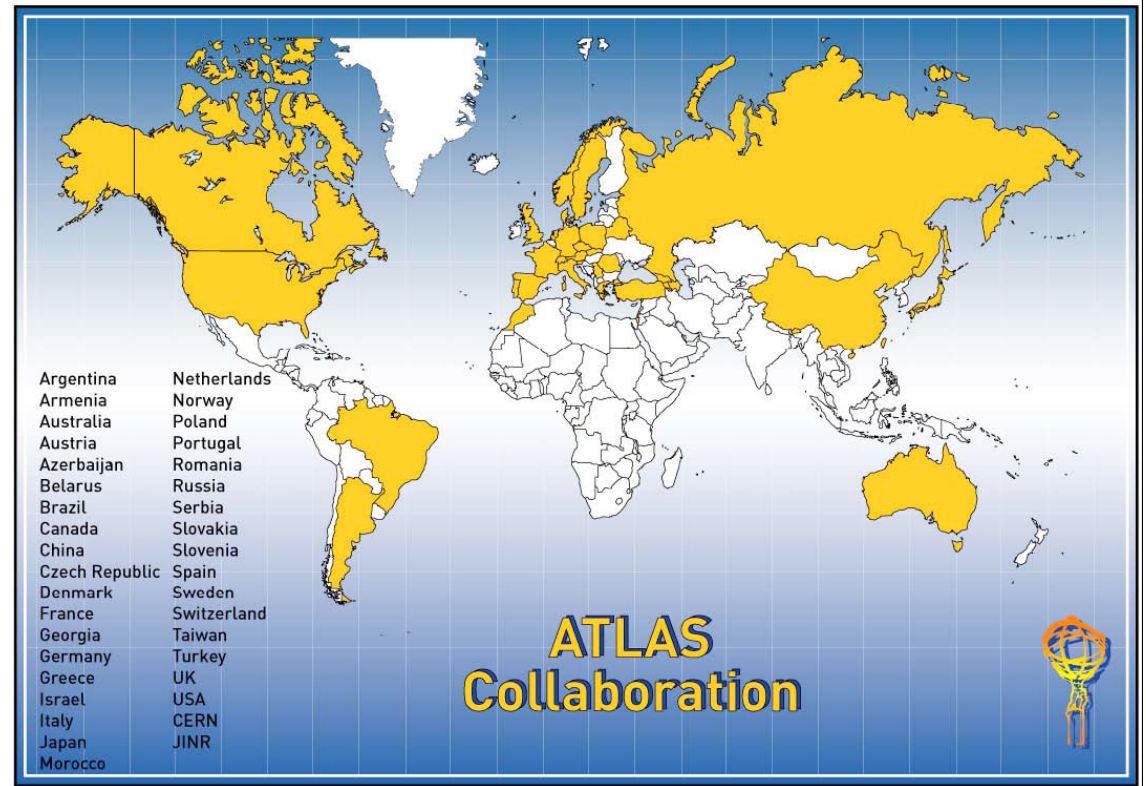 Argentina
Armenia
Australia
Austria
Azerbaijan
Belarus
Brazil
Canada
China
Czech Republic
Denmark
France
Georgia
Germany
Greece
Israel
Italy
Japan
Morocco
Netherlands
Norway
Poland
Portugal
Romania
Russia
Serbia
Slovakia
Slovenia
Spain
Sweden
Switzerland
Taiwan
Turkey
UK
USA
CERN
JINR
ATLAS
Collaboration